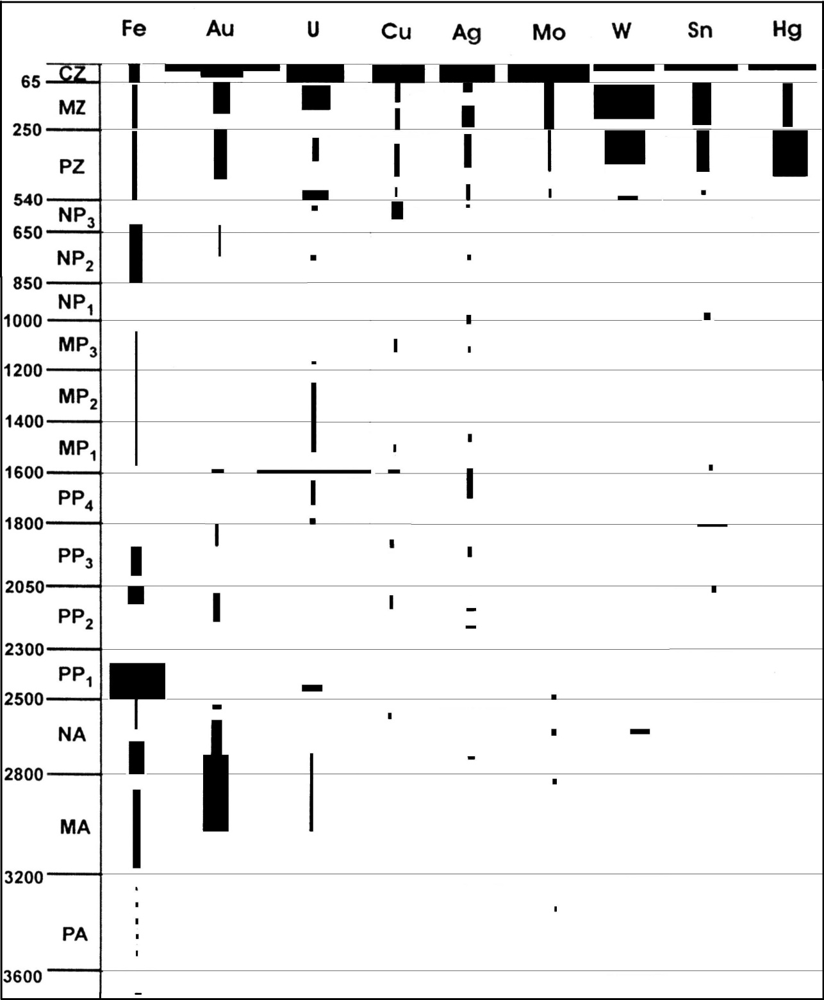 Fe Au U Cu Ag Mo W Sn Hg
CZ
65
MZ
250
PZ
540
NP3
650
NP2
850
NP1
1000
MP3
1200
MP2
1400
MP1
1600
PP4
1800
PP3
2050
PP2
2300
PP1
2500
NA
2800
MA
3200
PA
3600